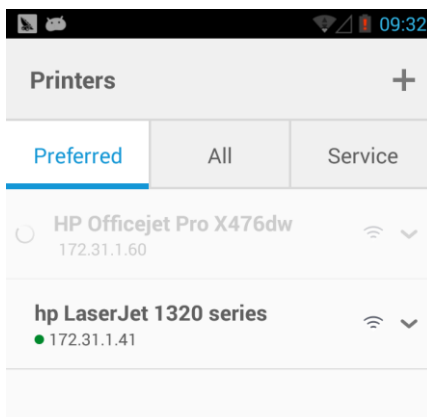 09:32
Printers
Preferred All Service
HP Officejet Pro X476dw
172.31.1.60
hp LaserJet 1320 series
172.31.1.41